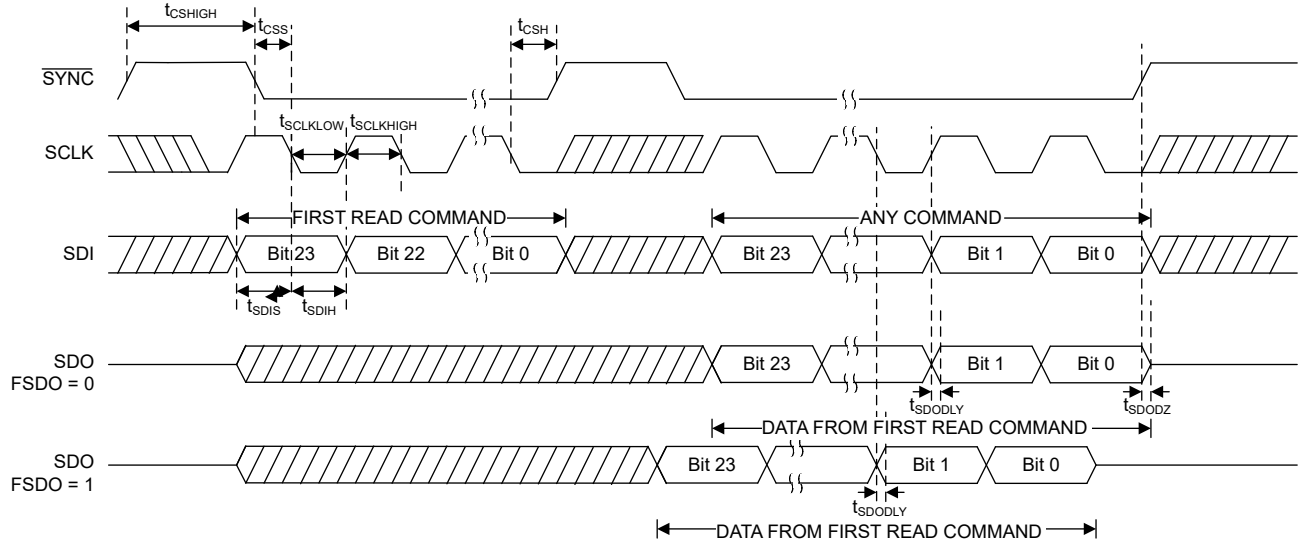 tCSHIGH
tCSS
tCSH
SYNC
tSCLKLOW
tSCLKHIGH
SCLK
FIRST READ COMMAND
ANY COMMAND
SDI
Bit 23
Bit 22
Bit 0
Bit 23
Bit 1
Bit 0
tSDIS
tSDIH
SDO
FSDO = 0
Bit 23
Bit 1
Bit 0
tSDODLY
tSDODZ
DATA FROM FIRST READ COMMAND
SDO
FSDO = 1
Bit 23
Bit 1
Bit 0
tSDODLY
DATA FROM FIRST READ COMMAND